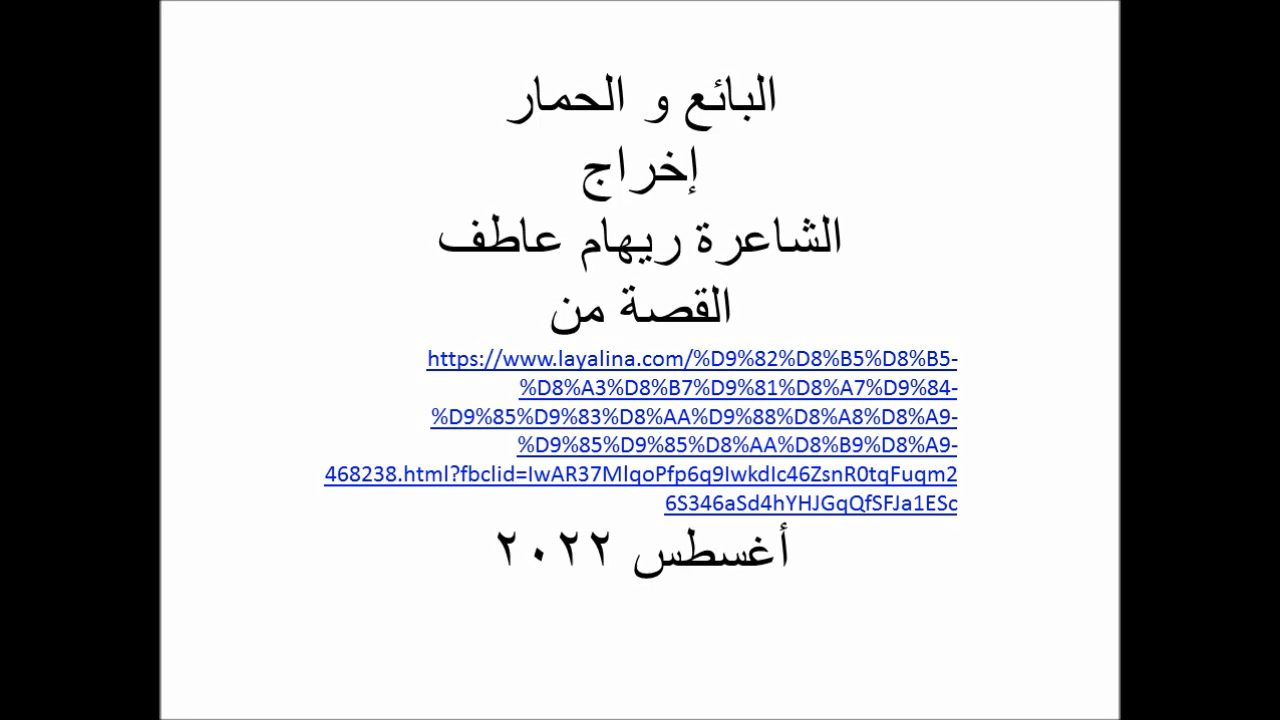 البائع و الحمار
إخراج
الشاعرة ريهام عاطف
القصة من
https://www.layalina.com/%D9%82%D8%B5%D8%B5-
%D8%A3%D8%B7%D9%81%D8%A7%D9%84-
%D9%85%D9%83%D8%AA%D9%88%D8%A8%D8%A9-
%D9%85%D9%85%D8%AA%D8%B9%D8%A9-
468238.html?fbclid=IwAR37MlqoPfp6q9IwkdIc46ZsnR0tqFuqm2
6S346aSd4hYHJGqQfSFJa1ESc
أغسطس ٢٠٢٢